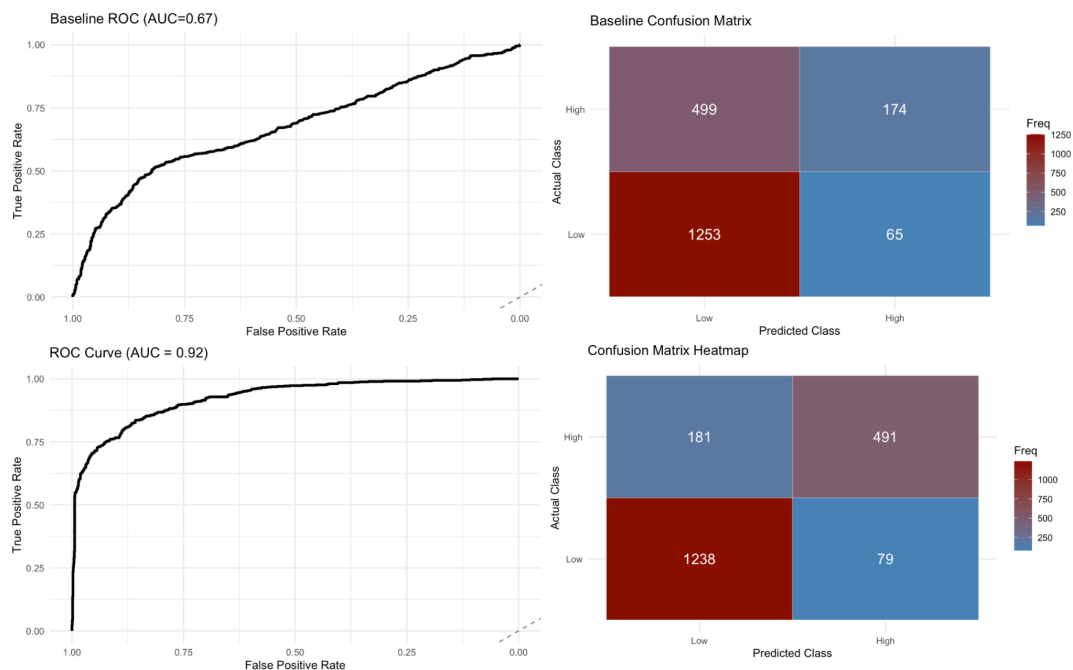 Baseline ROC (AUC=0.67)
1.00
0.75
0.50
0.25
0.00
True Positive Rate
1.00 0.75 0.50 0.25 0.00
False Positive Rate
Baseline Confusion Matrix
High
Low
Actual Class
499 174
1253 65
Low High
Predicted Class
Freq
1250
1000
750
500
250
ROC Curve (AUC = 0.92)
1.00
0.75
0.50
0.25
0.00
True Positive Rate
1.00 0.75 0.50 0.25 0.00
False Positive Rate
Confusion Matrix Heatmap
High
Low
Actual Class
181 491
1238 79
Low High
Predicted Class
Freq
1000
750
500
250